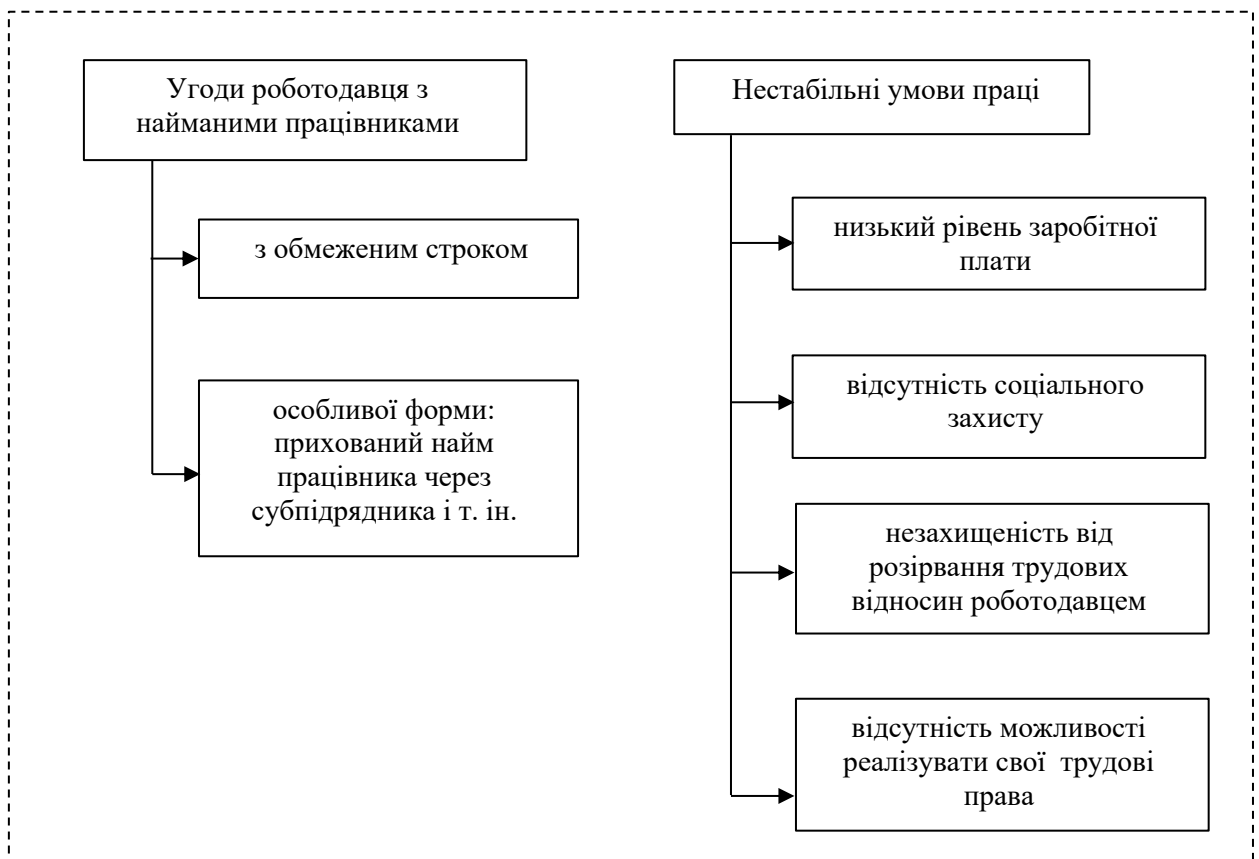 Угоди роботодавця з
найманими працівниками
з обмеженим строком
особливої форми:
прихований найм
працівника через
субпідрядника і т. ін.
Нестабільні умови праці
низький рівень заробітної
плати
відсутність соціального
захисту
незахищеність від
розірвання трудових
відносин роботодавцем
відсутність можливості
реалізувати свої трудові
права